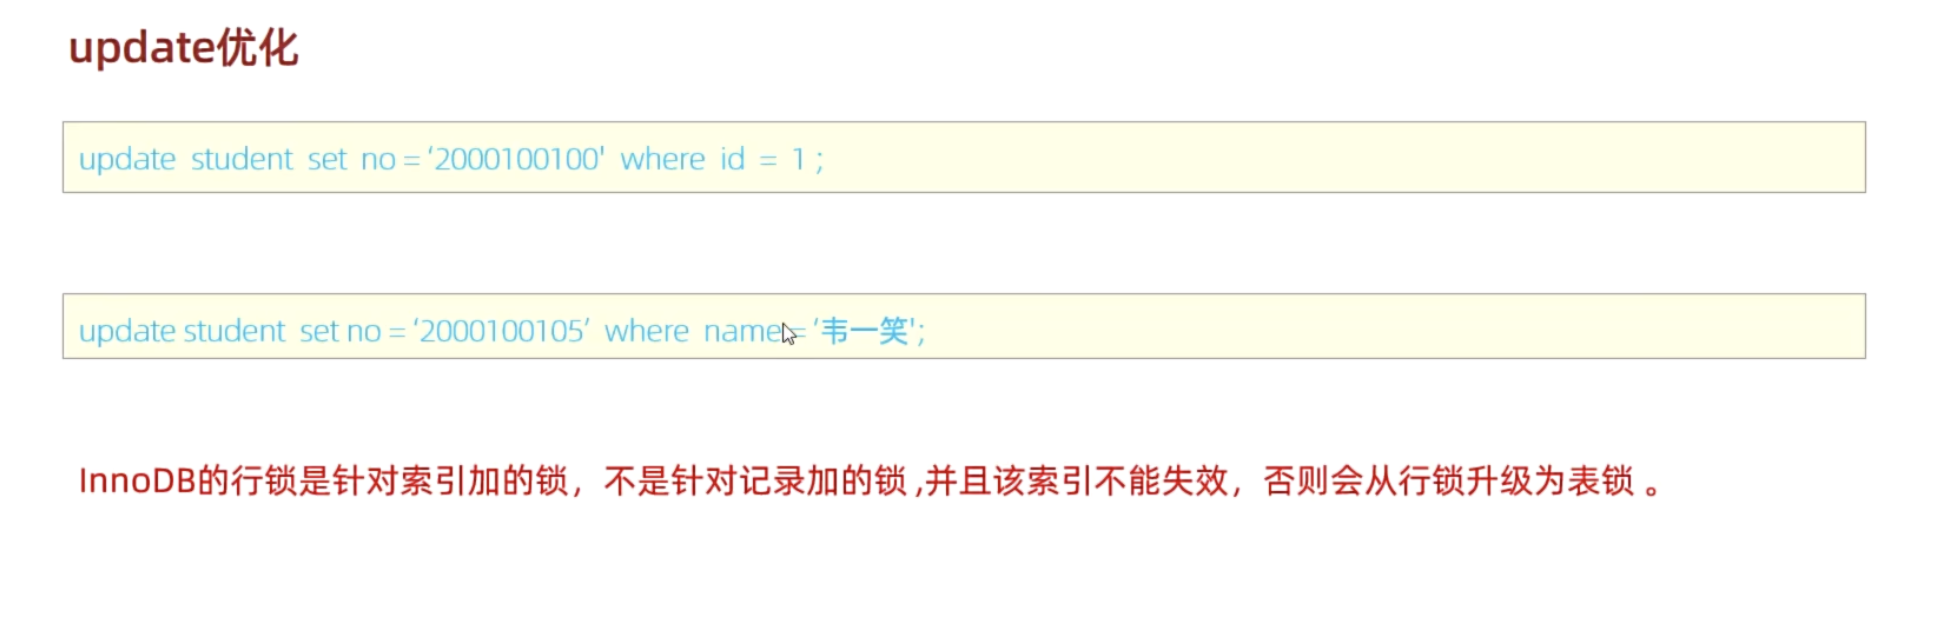 update优化
update student set no = ‘2000100100' where id = 1 ;
update student set no = ‘2000100105’ where name = ‘韦一笑';
InnoDB的行锁是针对索引加的锁，不是针对记录加的锁 ,并且该索引不能失效，否则会从行锁升级为表锁 。